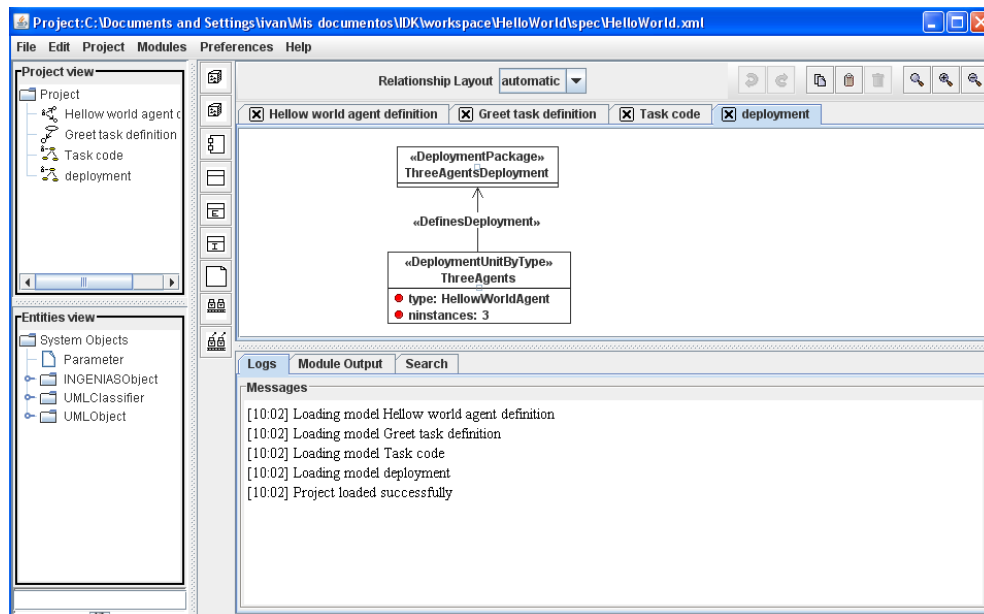 Project:C:\Documents and Settings\ivan\Mis documentos\IDK\workspace\HelloWorld\spec\HelloWorld.xml
File Edit Project Modules Preferences Help
Project view
Project
Hellow world agent
Greet task definition
Task code
deployment
Entities view
System Objects
Parameter
INGENIASObject
UMLClassifier
UMLObject
Relationship Layout automatic
Hellow world agent definition Greet task definition Task code deployment
«DeploymentPackage»
ThreeAgentsDeployment
«DefinesDeployment»
«DeploymentUnitByType»
ThreeAgents
type: HellowWorldAgent
ninstances: 3
Logs Module Output Search
Messages
[10:02] Loading model Hellow world agent definition
[10:02] Loading model Greet task definition
[10:02] Loading model Task code
[10:02] Loading model deployment
[10:02] Project loaded successfully